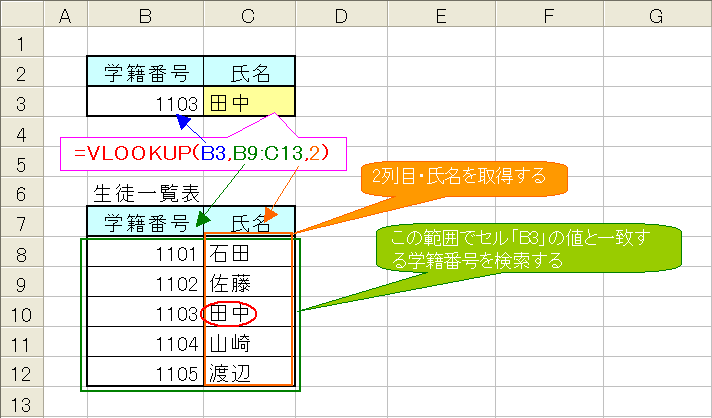 A B C D E F G
1
2 学籍番号 氏名
3 1103 田中
4
=VLOOKUP(B3,B9:C13,2)
5
2列目・氏名を取得する
6 生徒一覧表
7 学籍番号 氏名
この範囲でセル「B3」の値と一致す
る学籍番号を検索する
8 1101 石田
9 1102 佐藤
10 1103 田中
11 1104 山崎
12 1105 渡辺
13